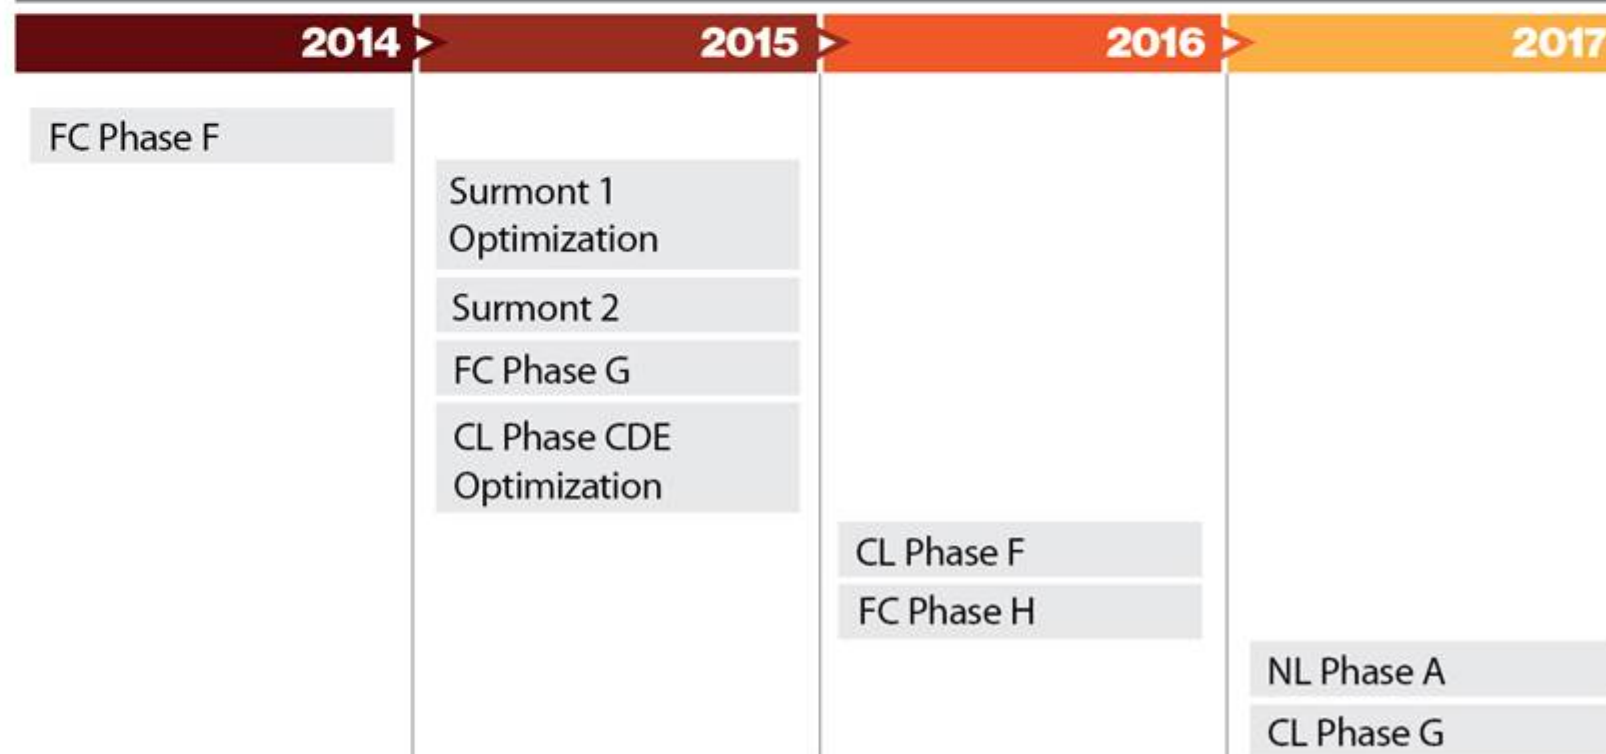 2014
2015
2016
2017
FC Phase F
Surmont 1
Optimization
Surmont 2
FC Phase G
CL Phase CDE
Optimization
CL Phase F
FC Phase H
NL Phase A
CL Phase G